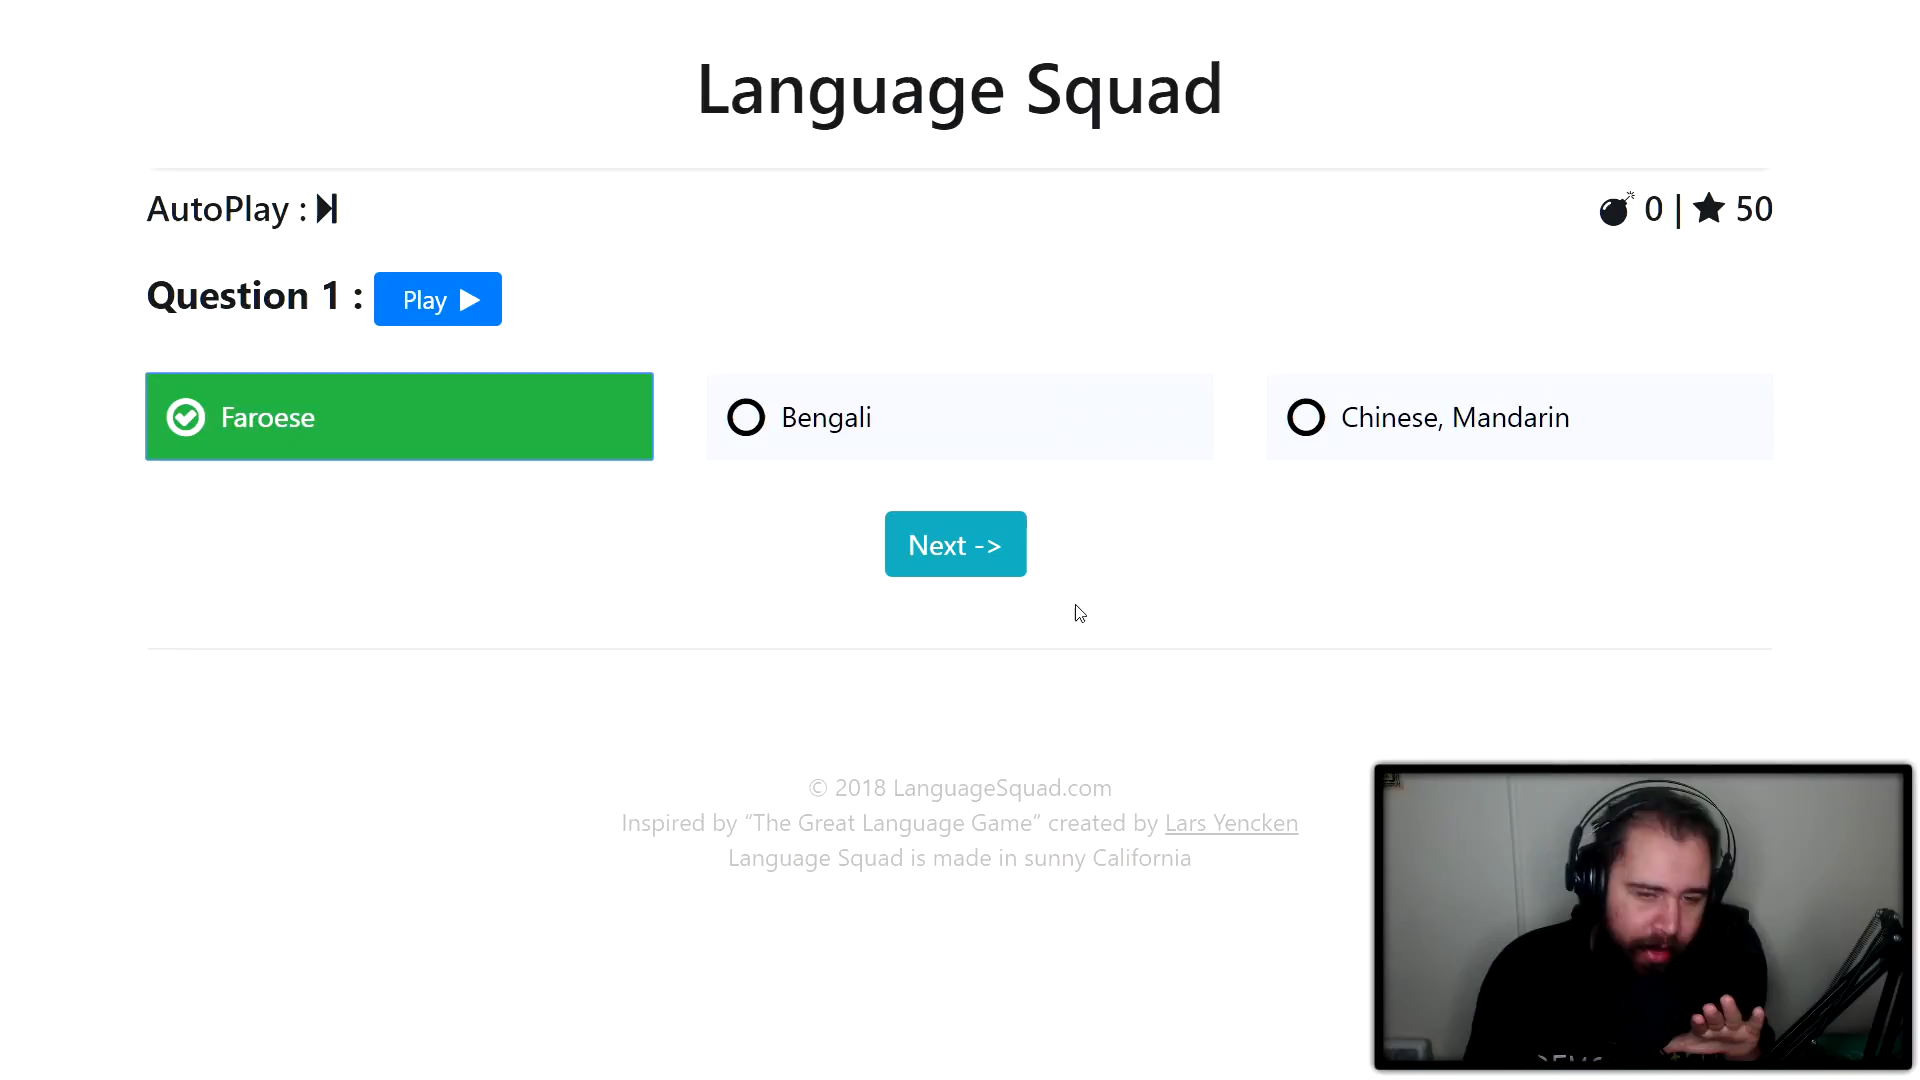 Language Squad
AutoPlay :
0 | 50
Question 1 : Play
Faroese
Bengali
Chinese, Mandarin
Next ->
© 2018 LanguageSquad.com
Inspired by “The Great Language Game” created by Lars Yencken
Language Squad is made in sunny California